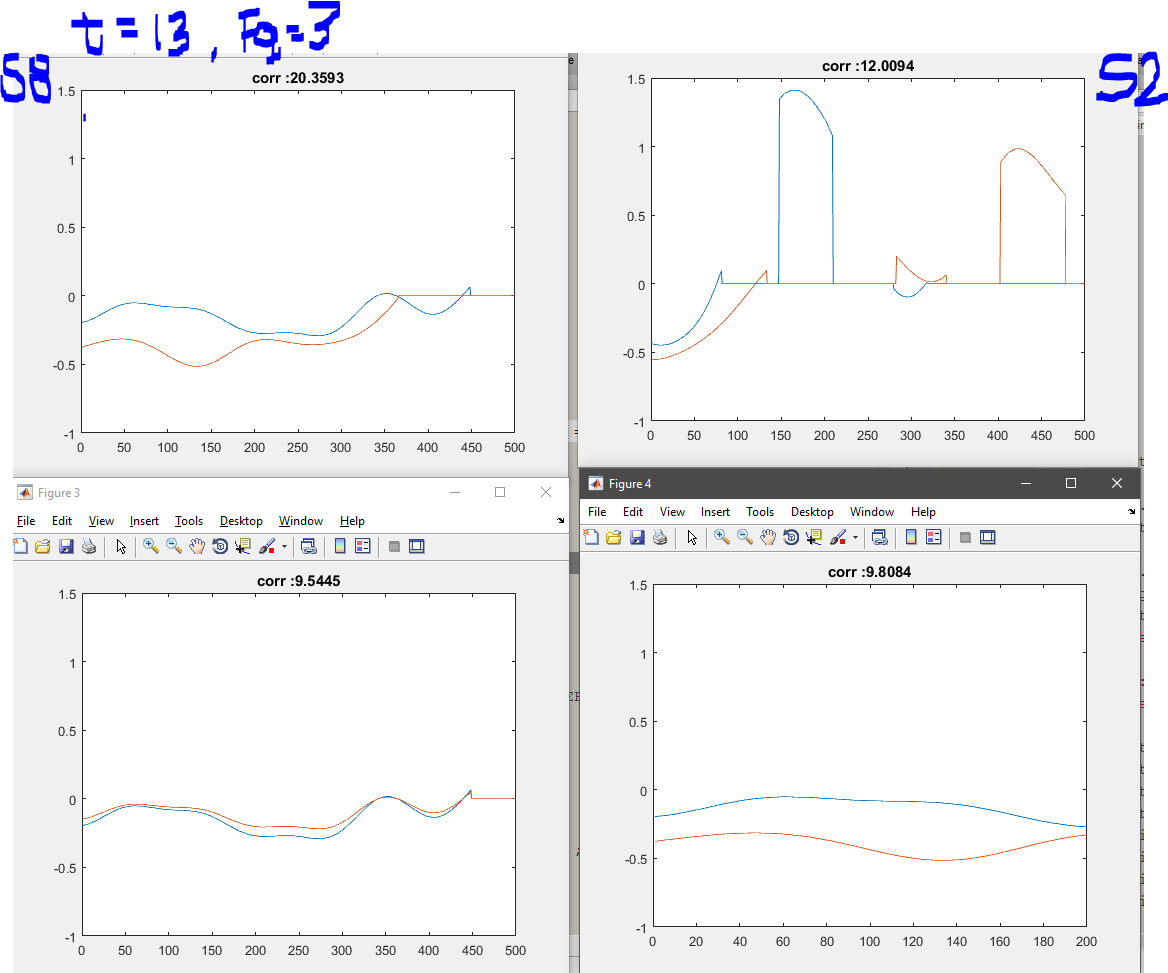 t=13, Fq=3
58
52
corr :20.3593
1.5
1
0.5
0
-0.5
-1
0 50 100 150 200 250 300 350 400 450 500
corr :12.0094
1.5
1
0.5
0
-0.5
-1
0 50 100 150 200 250 300 350 400 450 500
Figure 3
File Edit View Insert Tools Desktop Window Help
corr :9.5445
1.5
1
0.5
0
-0.5
-1
0 50 100 150 200 250 300 350 400 450 500
Figure 4
File Edit View Insert Tools Desktop Window Help
corr :9.8084
1.5
1
0.5
0
-0.5
-1
0 20 40 60 80 100 120 140 160 180 200